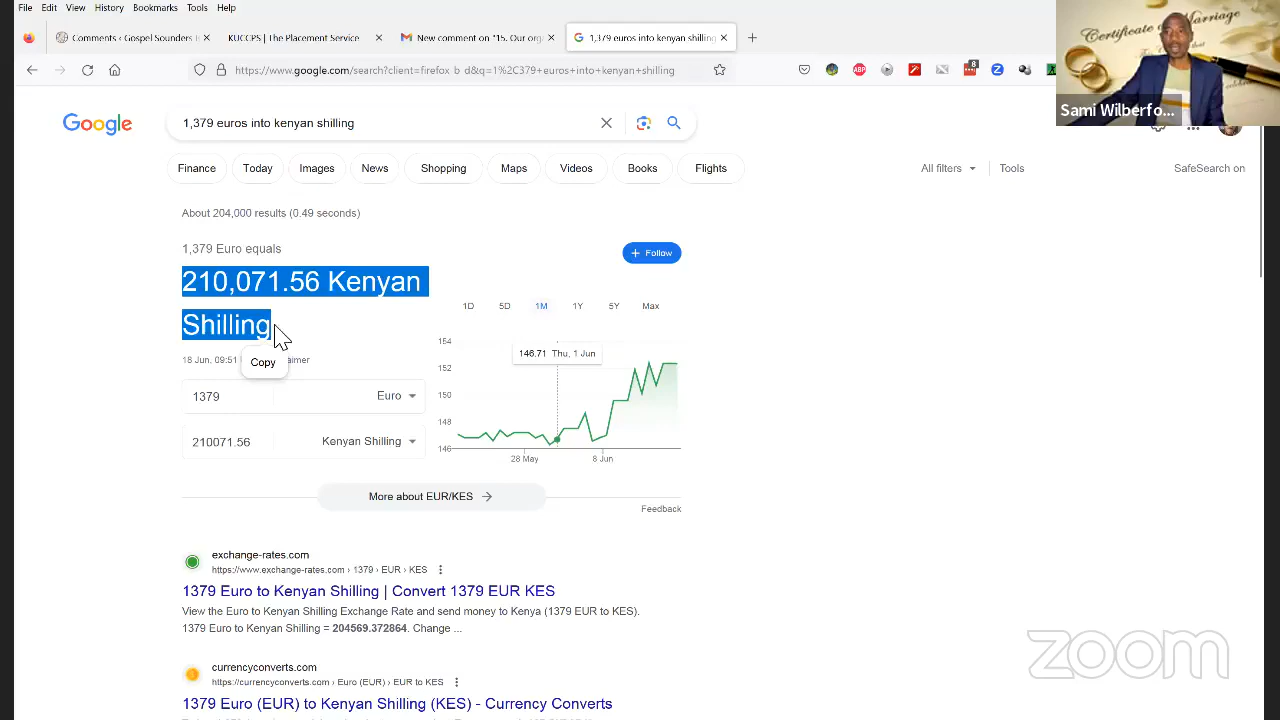 File Edit View History Bookmarks Tools Help
Comments ‹ Gospel Sounders
KUCCPS | The Placement Service
New comment on "15. Our orga
1,379 euros into kenyan shilling
https://www.google.com/search?client=firefox-b-d&q=1%2C379+euros+into+kenyan+shilling
8
Certificate of Marriage
Sami Wilberfo...
Google
1,379 euros into kenyan shilling
Finance Today Images News Shopping Maps Videos Books Flights
All filters Tools SafeSearch on
About 204,000 results (0.49 seconds)
1,379 Euro equals
210,071.56 Kenyan
Shilling
18 Jun, 09:51
Copy
Follow
1D 5D 1M 1Y 5Y Max
154
152
150
148
146
146.71 Thu, 1 Jun
28 May 8 Jun
1379 Euro
210071.56 Kenyan Shilling
More about EUR/KES
Feedback
exchange-rates.com
https://www.exchange-rates.com › 1379 › EUR › KES
1379 Euro to Kenyan Shilling | Convert 1379 EUR KES
View the Euro to Kenyan Shilling Exchange Rate and send money to Kenya (1379 EUR to KES).
1379 Euro to Kenyan Shilling = 204569.372864. Change ...
currencyconverts.com
https://currencyconverts.com › Euro (EUR) › EUR to KES
1379 Euro (EUR) to Kenyan Shilling (KES) - Currency Converts
zoom